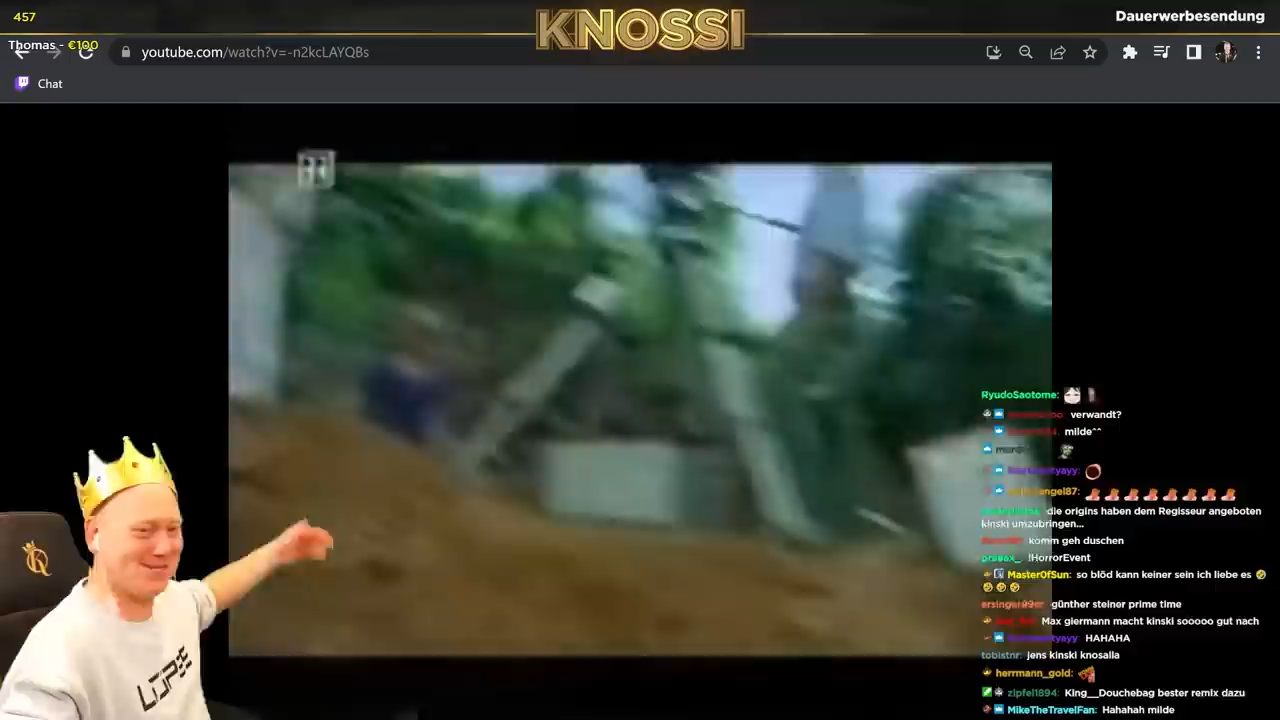 457
KNOSSI
Dauerwerbesendung
Thomas - €100
youtube.com/watch?v=-n2kcLAYQBs
Chat
RyudoSaotome:
verwandt?
milde^^
angel87:
die origins haben dem Regisseur angeboten
kinski umzubringen...
komm geh duschen
!HorrorEvent
MasterOfSun: so blöd kann keiner sein ich liebe es
günther steiner prime time
Max giermann macht kinski sooooo gut nach
HAHAHA
tobistnr: jens kinski knosalla
herrmann_gold:
zipfel1894: King__Douchebag bester remix dazu
MikeTheTravelFan: Hahahah milde